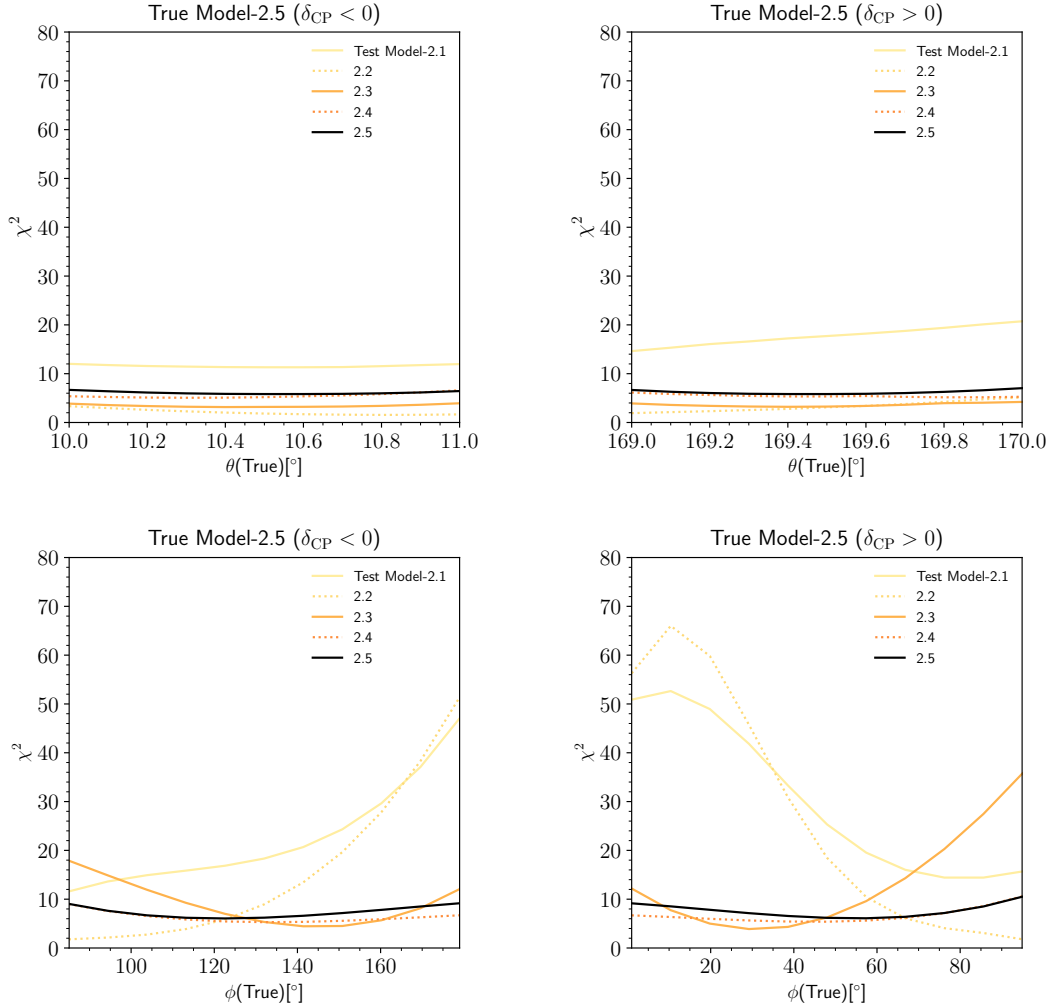 True Model-2.5 (δCP < 0)
80
70
60
50
40
30
20
10
0
χ²
Test Model-2.1
2.2
2.3
2.4
2.5
10.0 10.2 10.4 10.6 10.8 11.0
θ(True)[°]
True Model-2.5 (δCP > 0)
80
70
60
50
40
30
20
10
0
χ²
Test Model-2.1
2.2
2.3
2.4
2.5
169.0 169.2 169.4 169.6 169.8 170.0
θ(True)[°]
True Model-2.5 (δCP < 0)
80
70
60
50
40
30
20
10
0
χ²
Test Model-2.1
2.2
2.3
2.4
2.5
100 120 140 160
ϕ(True)[°]
True Model-2.5 (δCP > 0)
80
70
60
50
40
30
20
10
0
χ²
Test Model-2.1
2.2
2.3
2.4
2.5
20 40 60 80
ϕ(True)[°]